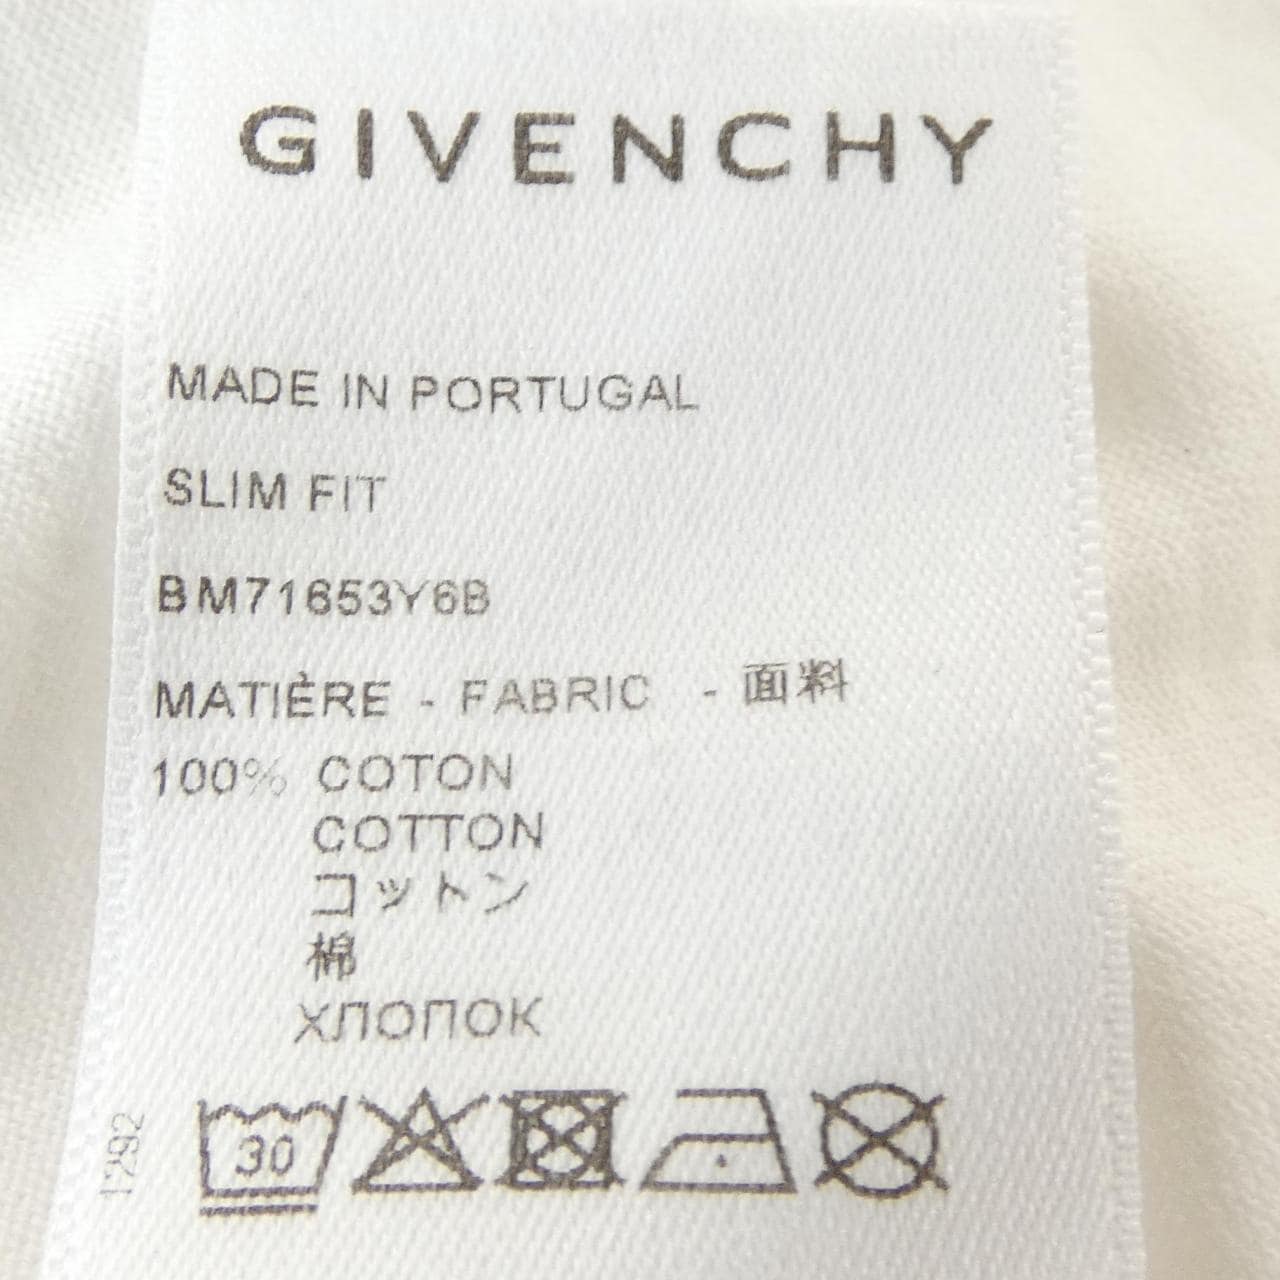 GIVENCHY
MADE IN PORTUGAL
SLIM FIT
BM71653Y6B
MATIÈRE - FABRIC - 面料
100% COTON
COTTON
コットン
棉
ХЛОПОК
30
1292